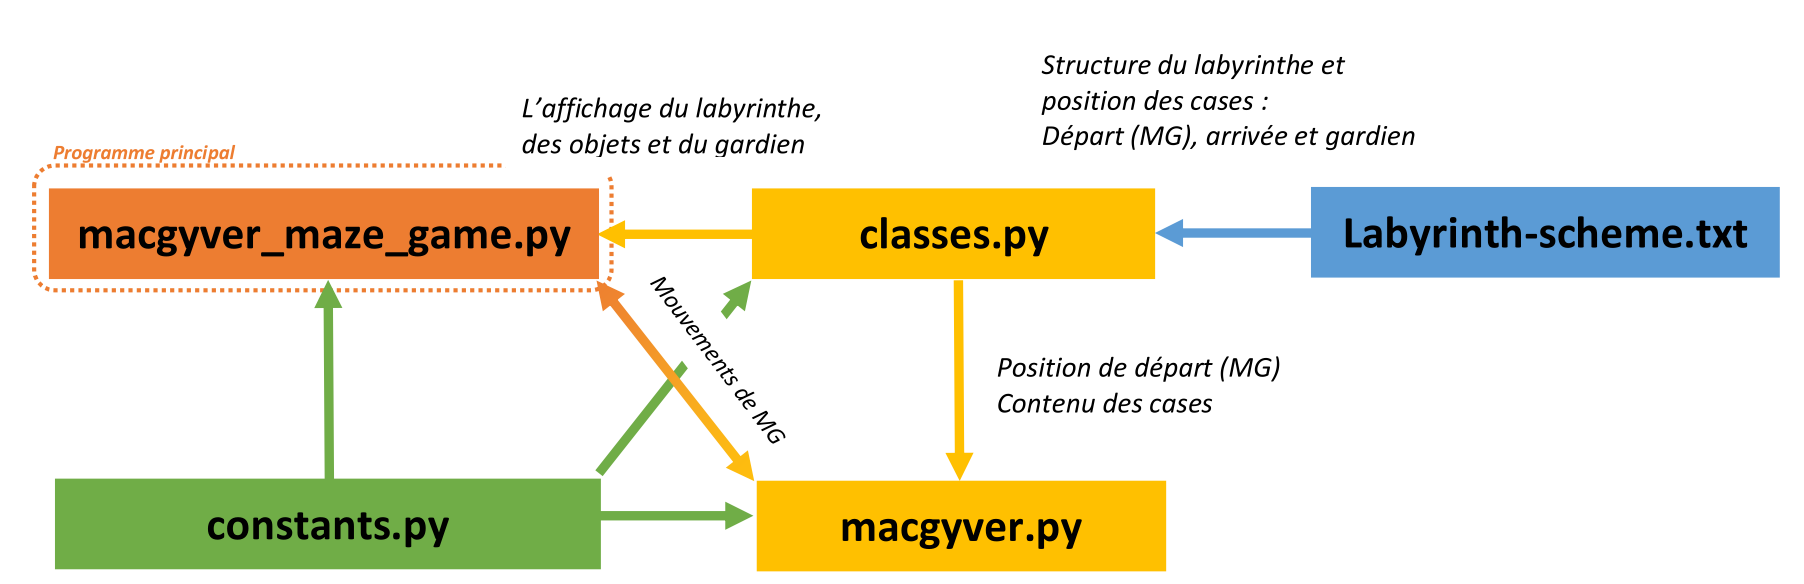 Structure du labyrinthe et
position des cases :
Départ (MG), arrivée et gardien
L’affichage du labyrinthe,
des objets et du gardien
Programme principal
macgyver_maze_game.py
classes.py
Labyrinth-scheme.txt
Mouvements de MG
Position de départ (MG)
Contenu des cases
constants.py
macgyver.py